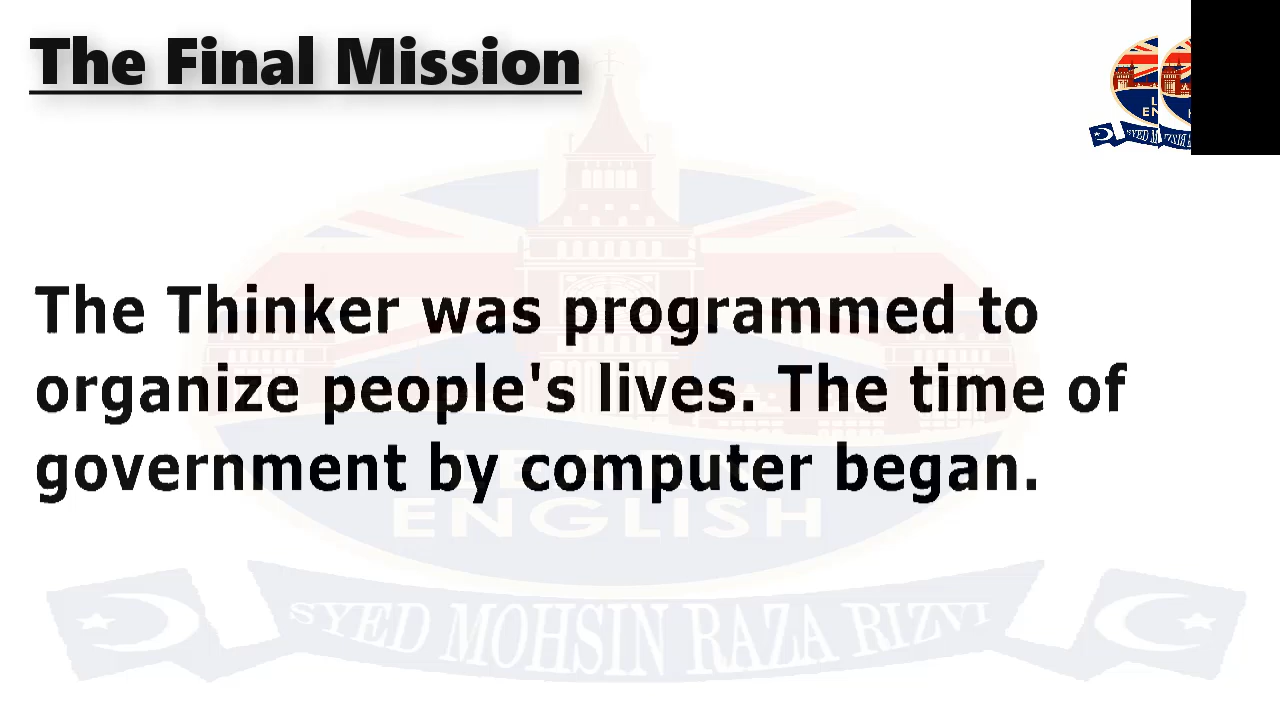 The Final Mission
The Thinker was programmed to
organize people's lives. The time of
government by computer began.
ENGLISH
SYED MOHSIN RAZA RIZVI